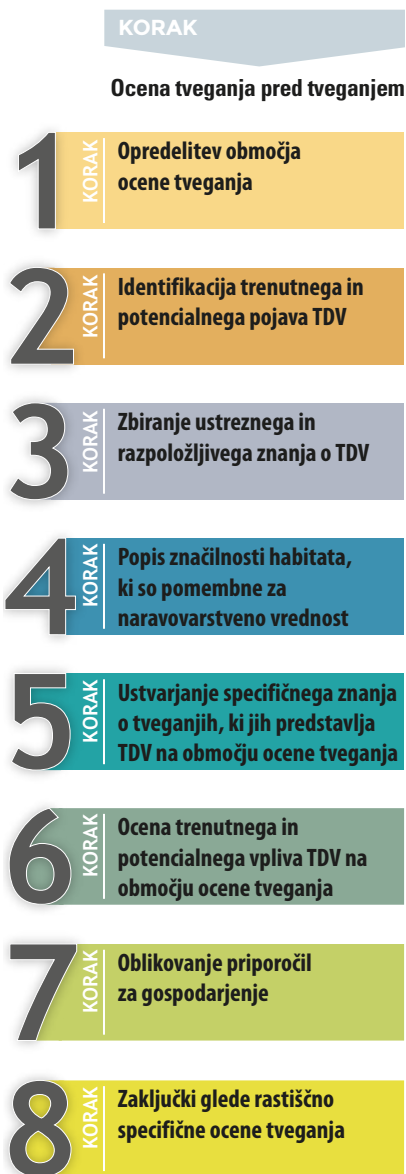 KORAK
Ocena tveganja pred tveganjem
1 KORAK
Opredelitev območja
ocene tveganja
2 KORAK
Identifikacija trenutnega in
potencialnega pojava TDV
3 KORAK
Zbiranje ustreznega in
razpoložljivega znanja o TDV
4 KORAK
Popis značilnosti habitata,
ki so pomembne za
naravovarstveno vrednost
5 KORAK
Ustvarjanje specifičnega znanja
o tveganjih, ki jih predstavlja
TDV na območju ocene tveganja
6 KORAK
Ocena trenutnega in
potencialnega vpliva TDV na
območju ocene tveganja
7 KORAK
Oblikovanje priporočil
za gospodarjenje
8 KORAK
Zaključki glede rastiščno
specifične ocene tveganja